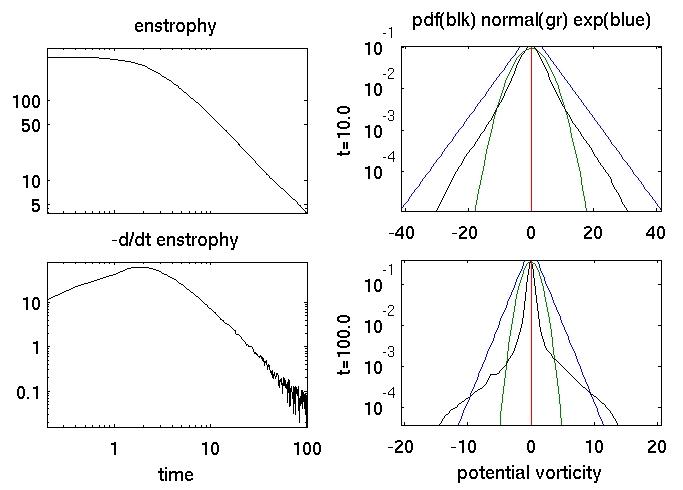 enstrophy
100
50
10
5
-d/dt enstrophy
10
1
0.1
1 10 100
time
pdf(blk) normal(gr) exp(blue)
t=10.0
10-1
10-2
10-3
10-4
-40 -20 0 20 40
t=100.0
10-1
10-2
10-3
10-4
-20 -10 0 10 20
potential vorticity